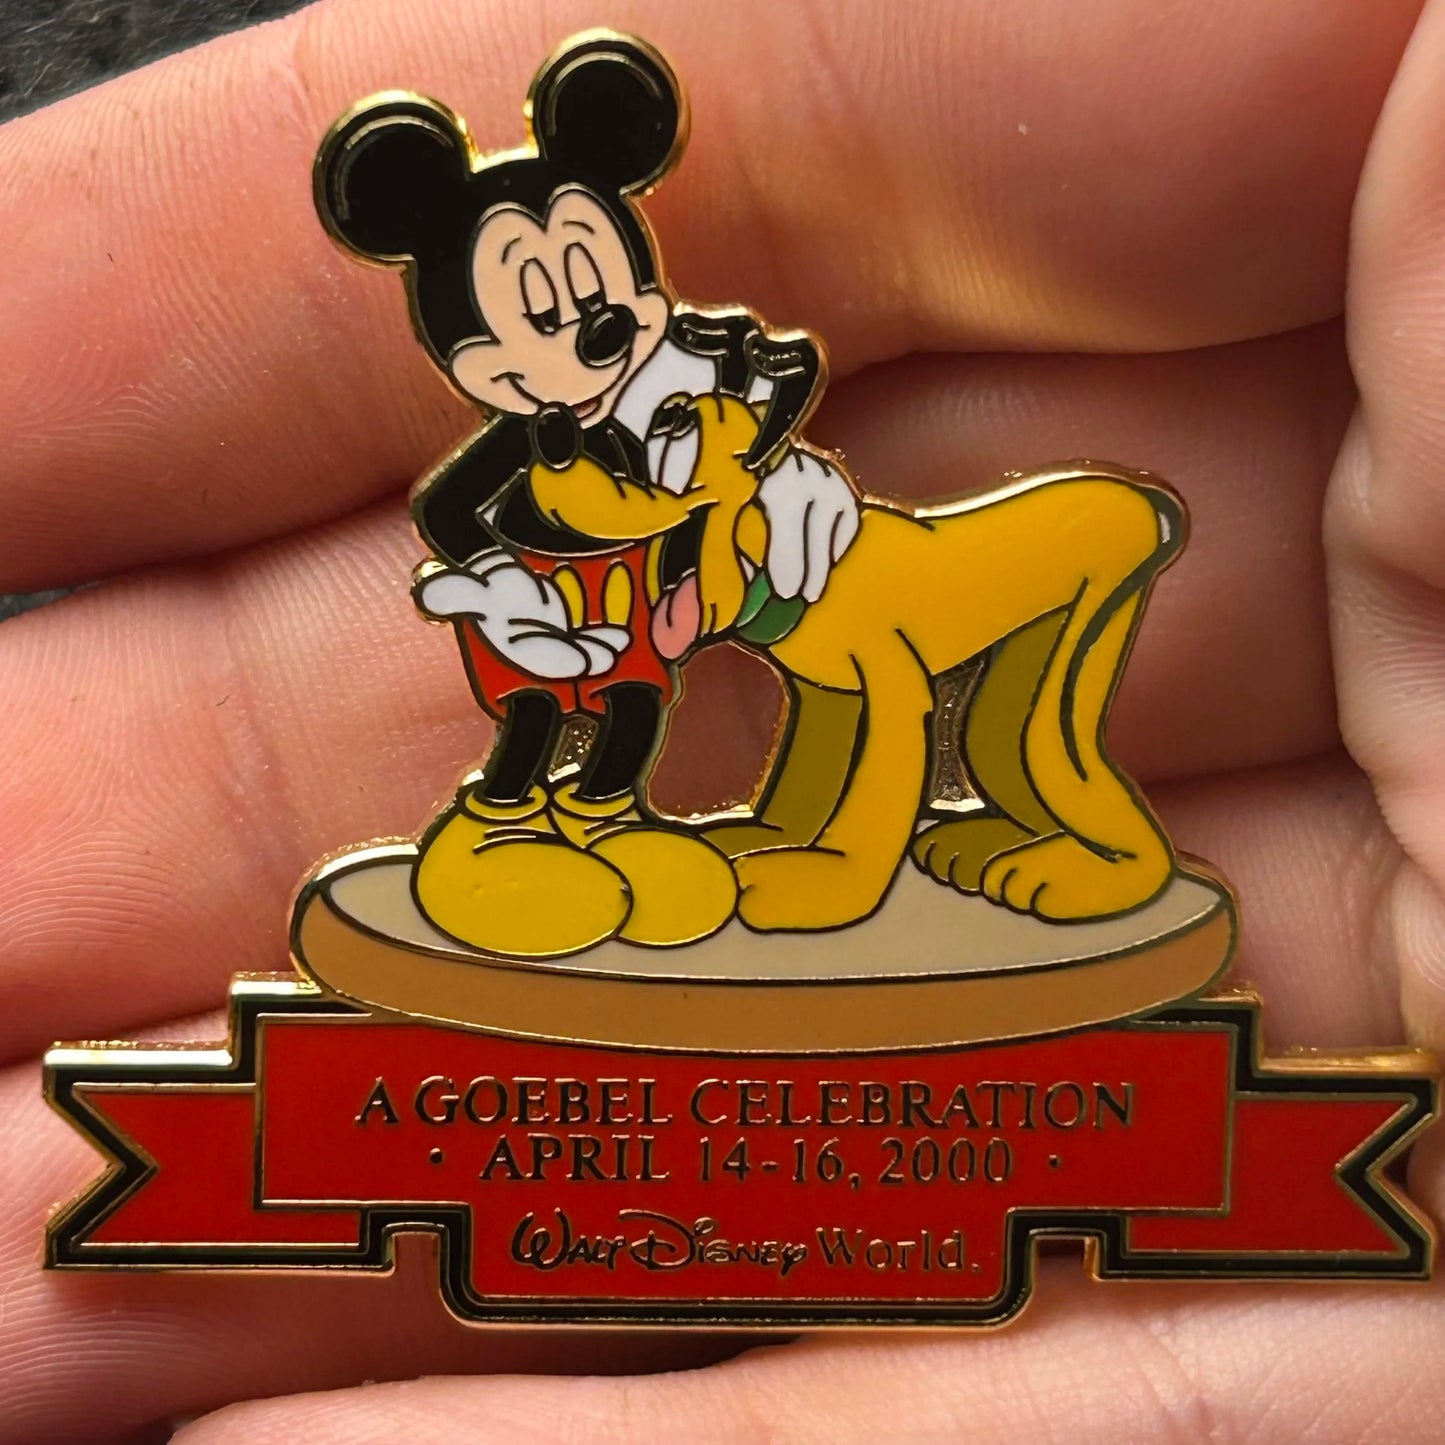 A GOEBEL CELEBRATION
· APRIL 14-16, 2000 ·
WALT DISNEY World.